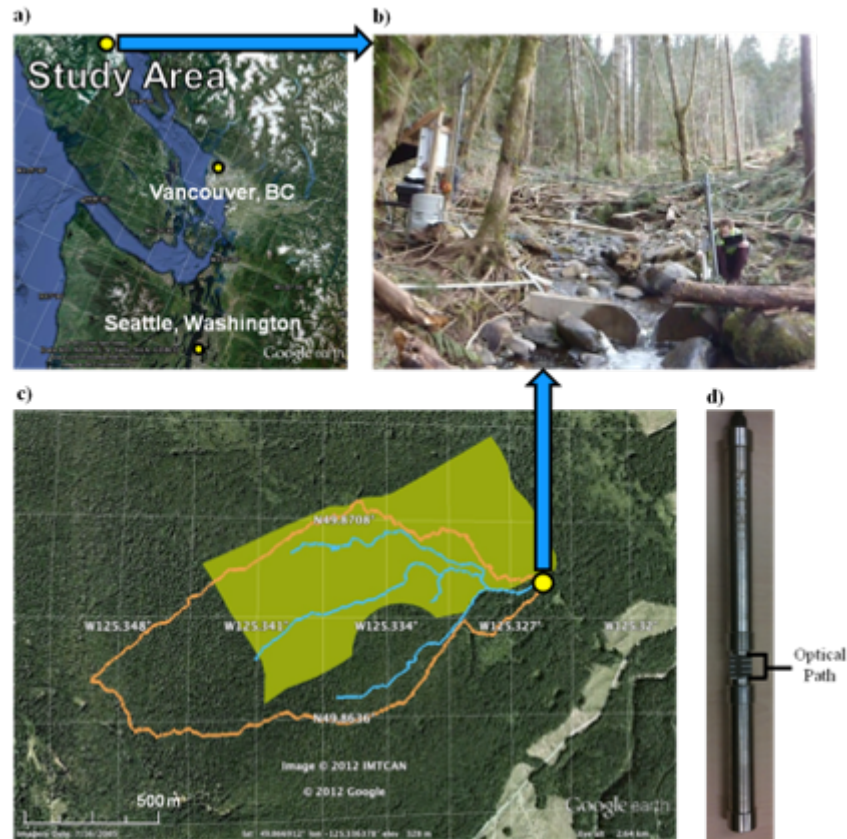 a)
b)
Study Area
Vancouver, BC
Seattle, Washington
Google earth
c)
d)
N49.8708°
W125.348°
W125.341°
W125.334°
W125.327°
W125.32°
N49.8636°
Optical
Path
Image © 2012 IMTCAN
© 2012 Google
500 m
Google earth